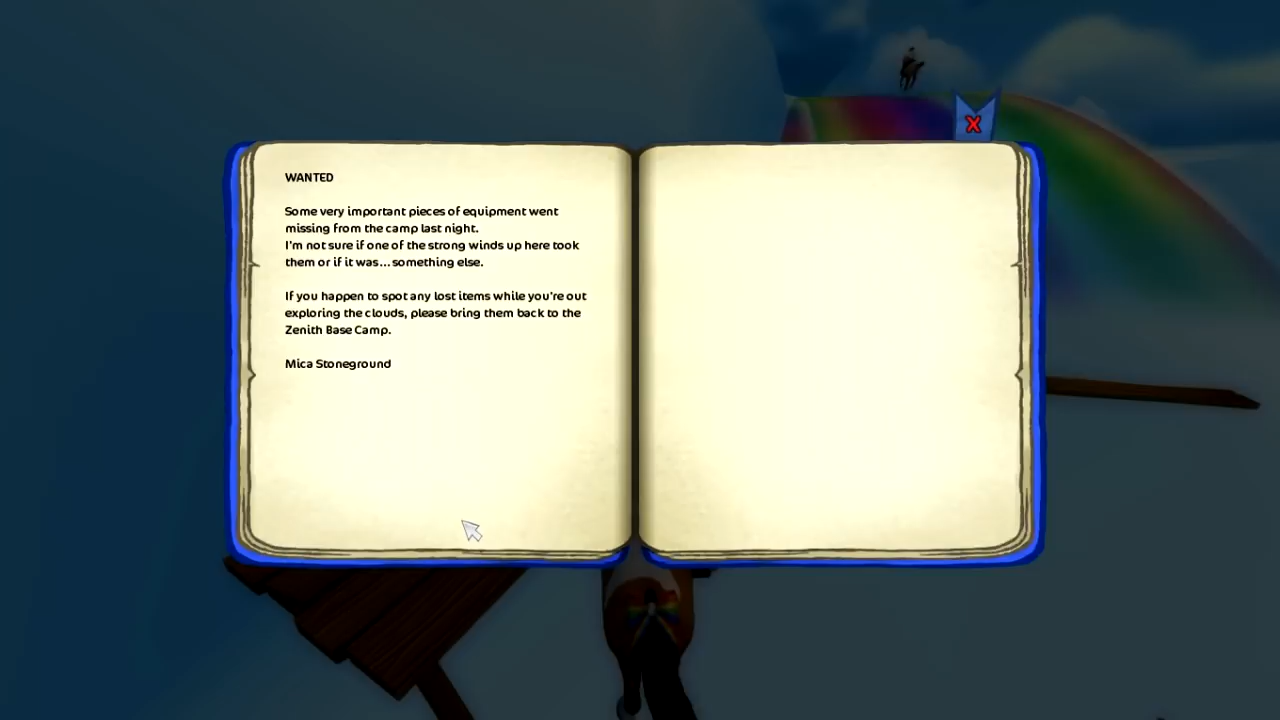 WANTED
Some very important pieces of equipment went
missing from the camp last night.
I'm not sure if one of the strong winds up here took
them or if it was...something else.
If you happen to spot any lost items while you're out
exploring the clouds, please bring them back to the
Zenith Base Camp.
Mica Stoneground
X